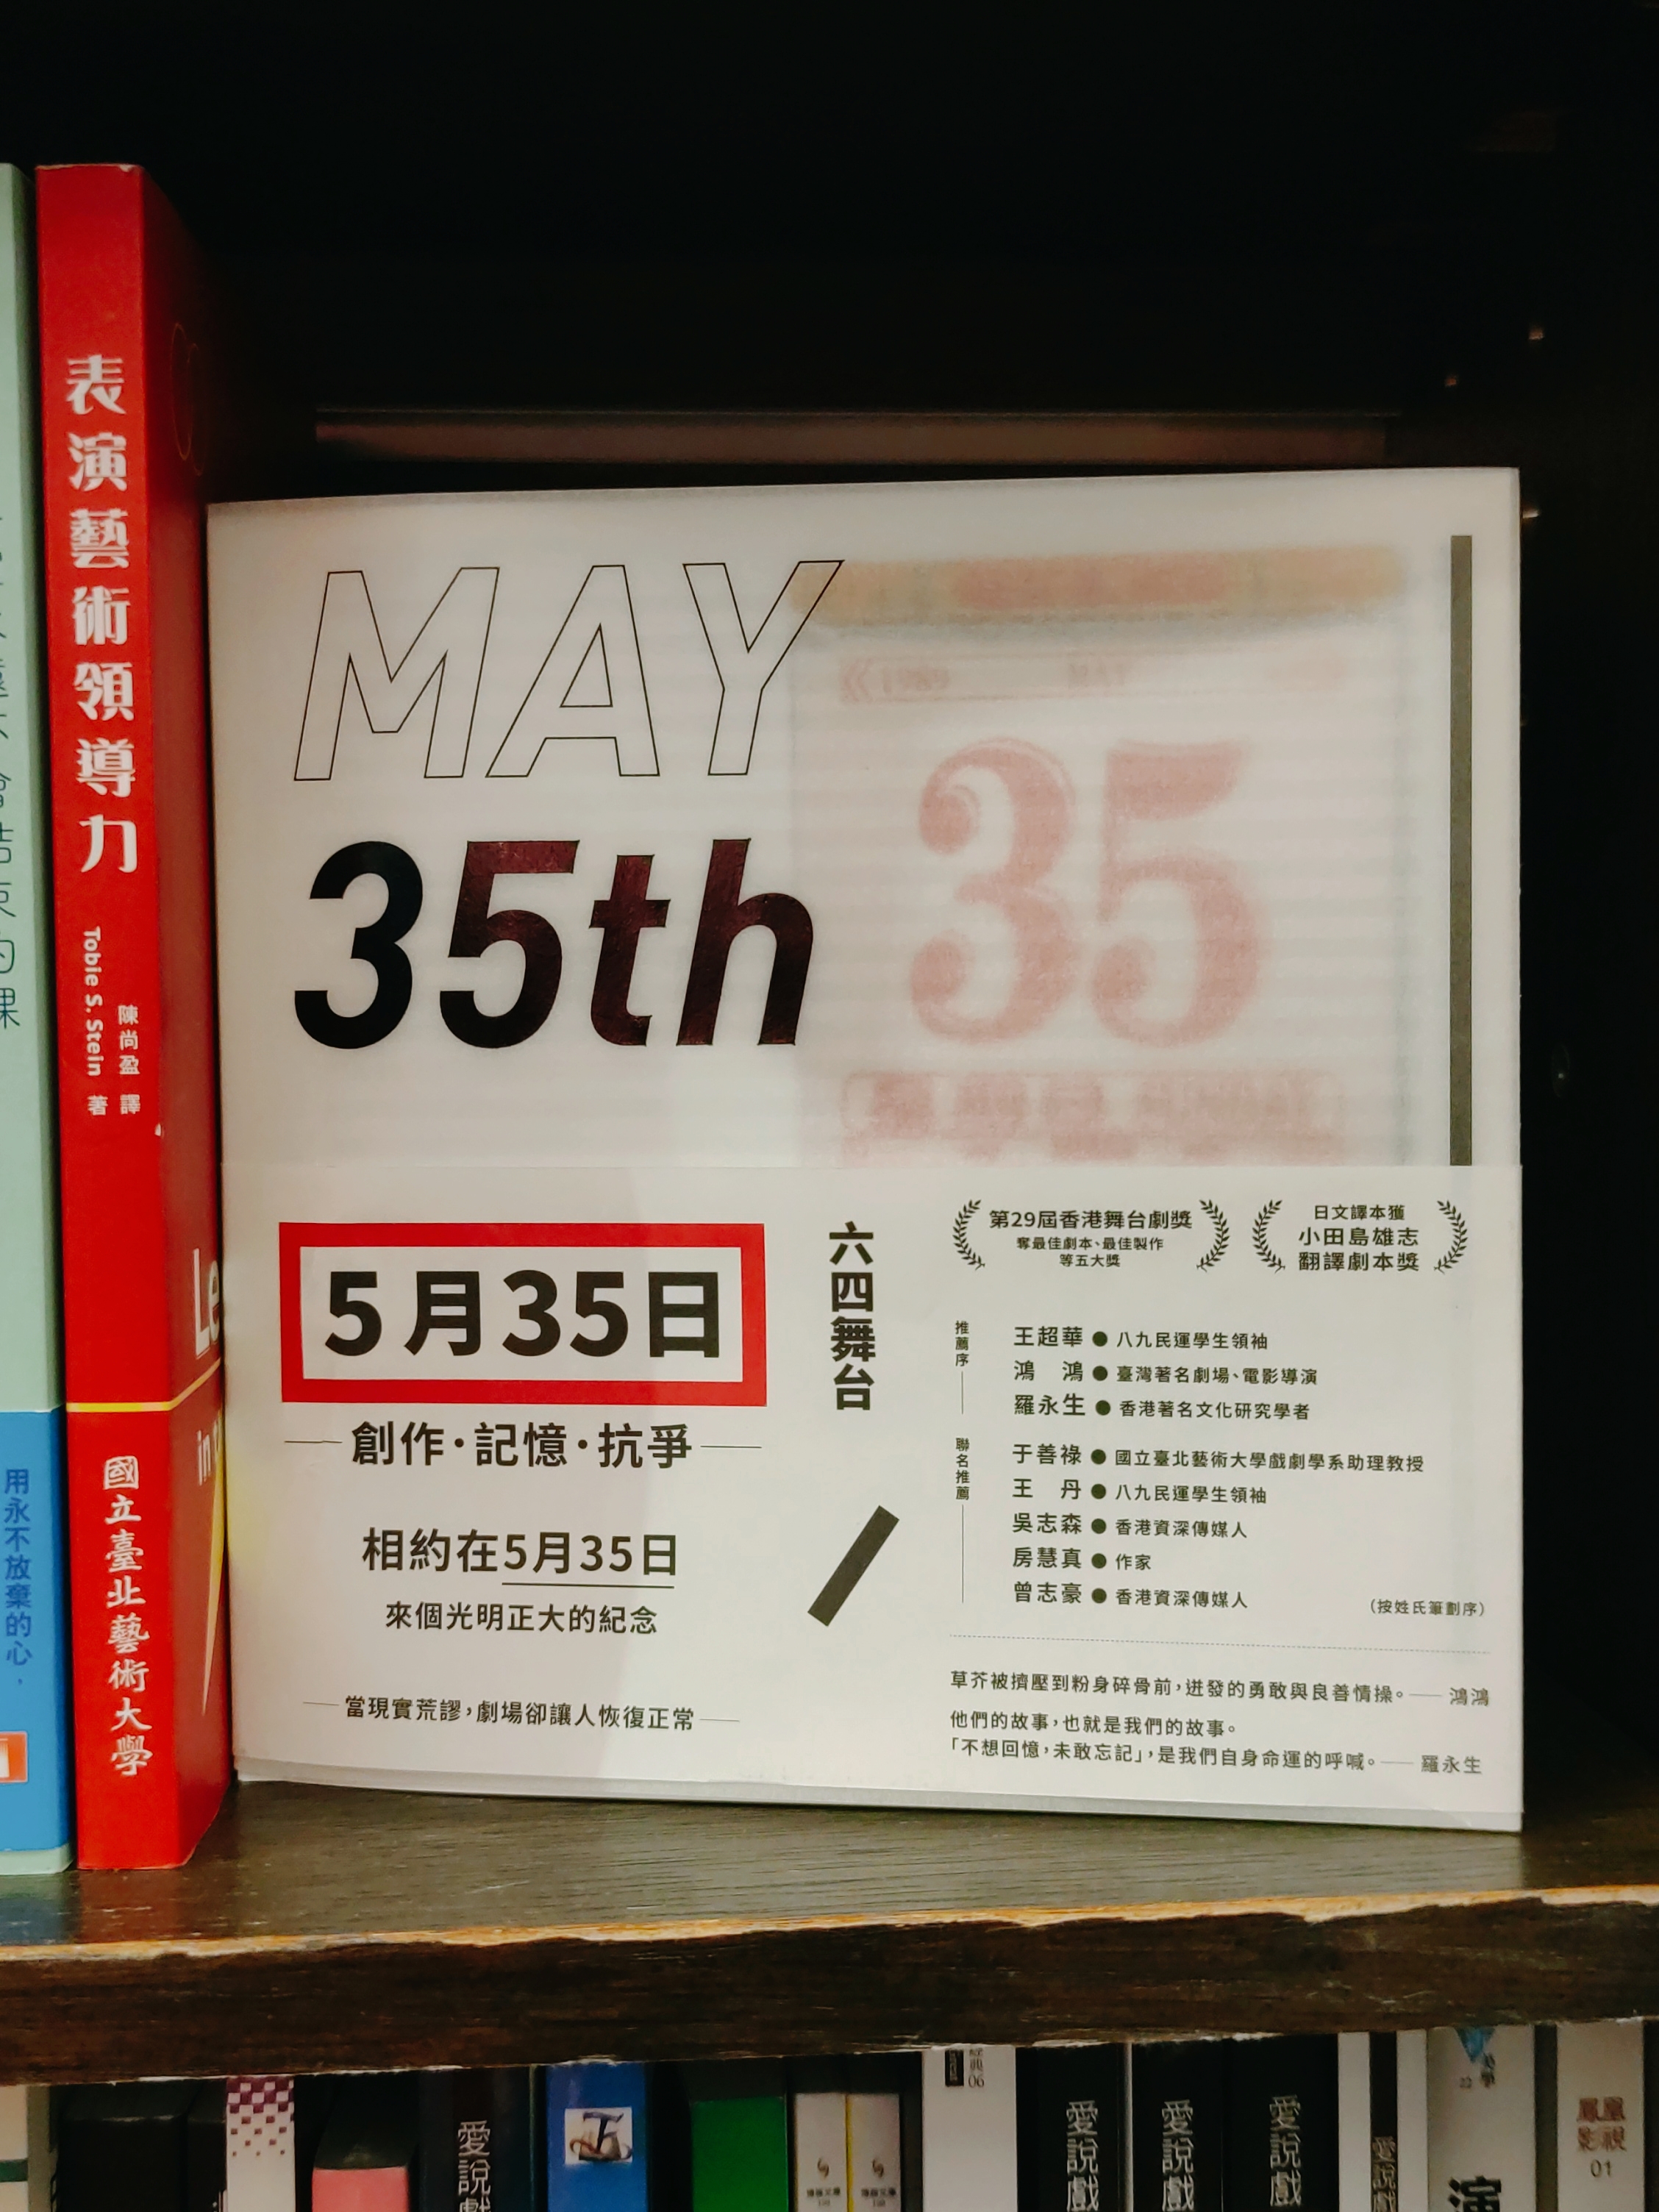 表演藝術領導力
Tobie S. Stein 著
陳尚盈 譯
國立臺北藝術大學
用永不放棄的心，
MAY
35th
1989 MAY
35
5月35日
創作·記憶·抗爭
相約在5月35日
來個光明正大的紀念
當現實荒謬，劇場卻讓人恢復正常
六四舞台
第29屆香港舞台劇獎
奪最佳劇本、最佳製作
等五大獎
日文譯本獲
小田島雄志
翻譯劇本獎
推薦序
王超華 ● 八九民運學生領袖
鴻 鴻 ● 臺灣著名劇場、電影導演
羅永生 ● 香港著名文化研究學者
聯名推薦
于善祿 ● 國立臺北藝術大學戲劇學系助理教授
王 丹 ● 八九民運學生領袖
吳志森 ● 香港資深傳媒人
房慧真 ● 作家
曾志豪 ● 香港資深傳媒人
（按姓氏筆劃序）
草芥被擠壓到粉身碎骨前，迸發的勇敢與良善情操。—— 鴻鴻
他們的故事，也就是我們的故事。
「不想回憶，未敢忘記」，是我們自身命運的呼喊。—— 羅永生
愛說戲
06
愛說戲
愛說戲
愛說戲
愛說戲
演
鳳凰
影視
01